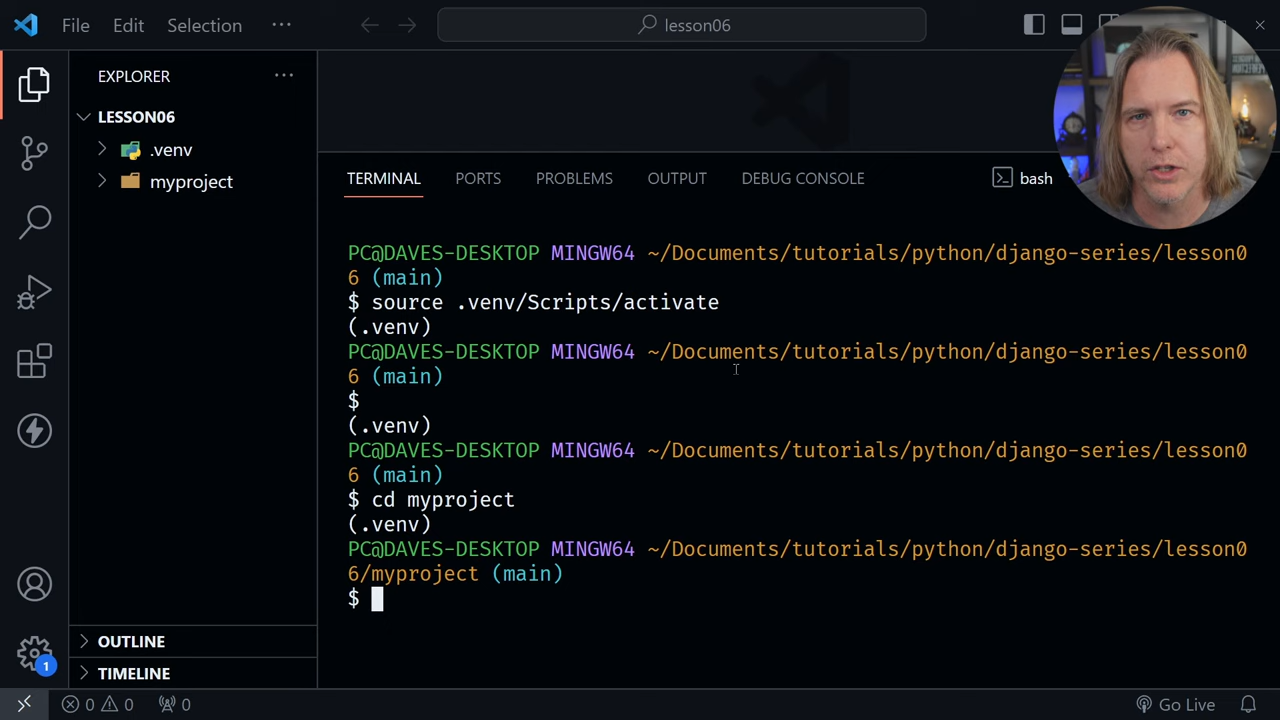 File Edit Selection ··· lesson06
EXPLORER ···
LESSON06
.venv
myproject
TERMINAL PORTS PROBLEMS OUTPUT DEBUG CONSOLE bash
PC@DAVES-DESKTOP MINGW64 ~/Documents/tutorials/python/django-series/lesson0
6 (main)
$ source .venv/Scripts/activate
(.venv)
PC@DAVES-DESKTOP MINGW64 ~/Documents/tutorials/python/django-series/lesson0
6 (main)
$
(.venv)
PC@DAVES-DESKTOP MINGW64 ~/Documents/tutorials/python/django-series/lesson0
6 (main)
$ cd myproject
(.venv)
PC@DAVES-DESKTOP MINGW64 ~/Documents/tutorials/python/django-series/lesson0
6/myproject (main)
$
OUTLINE
TIMELINE
1
0 0 0 Go Live